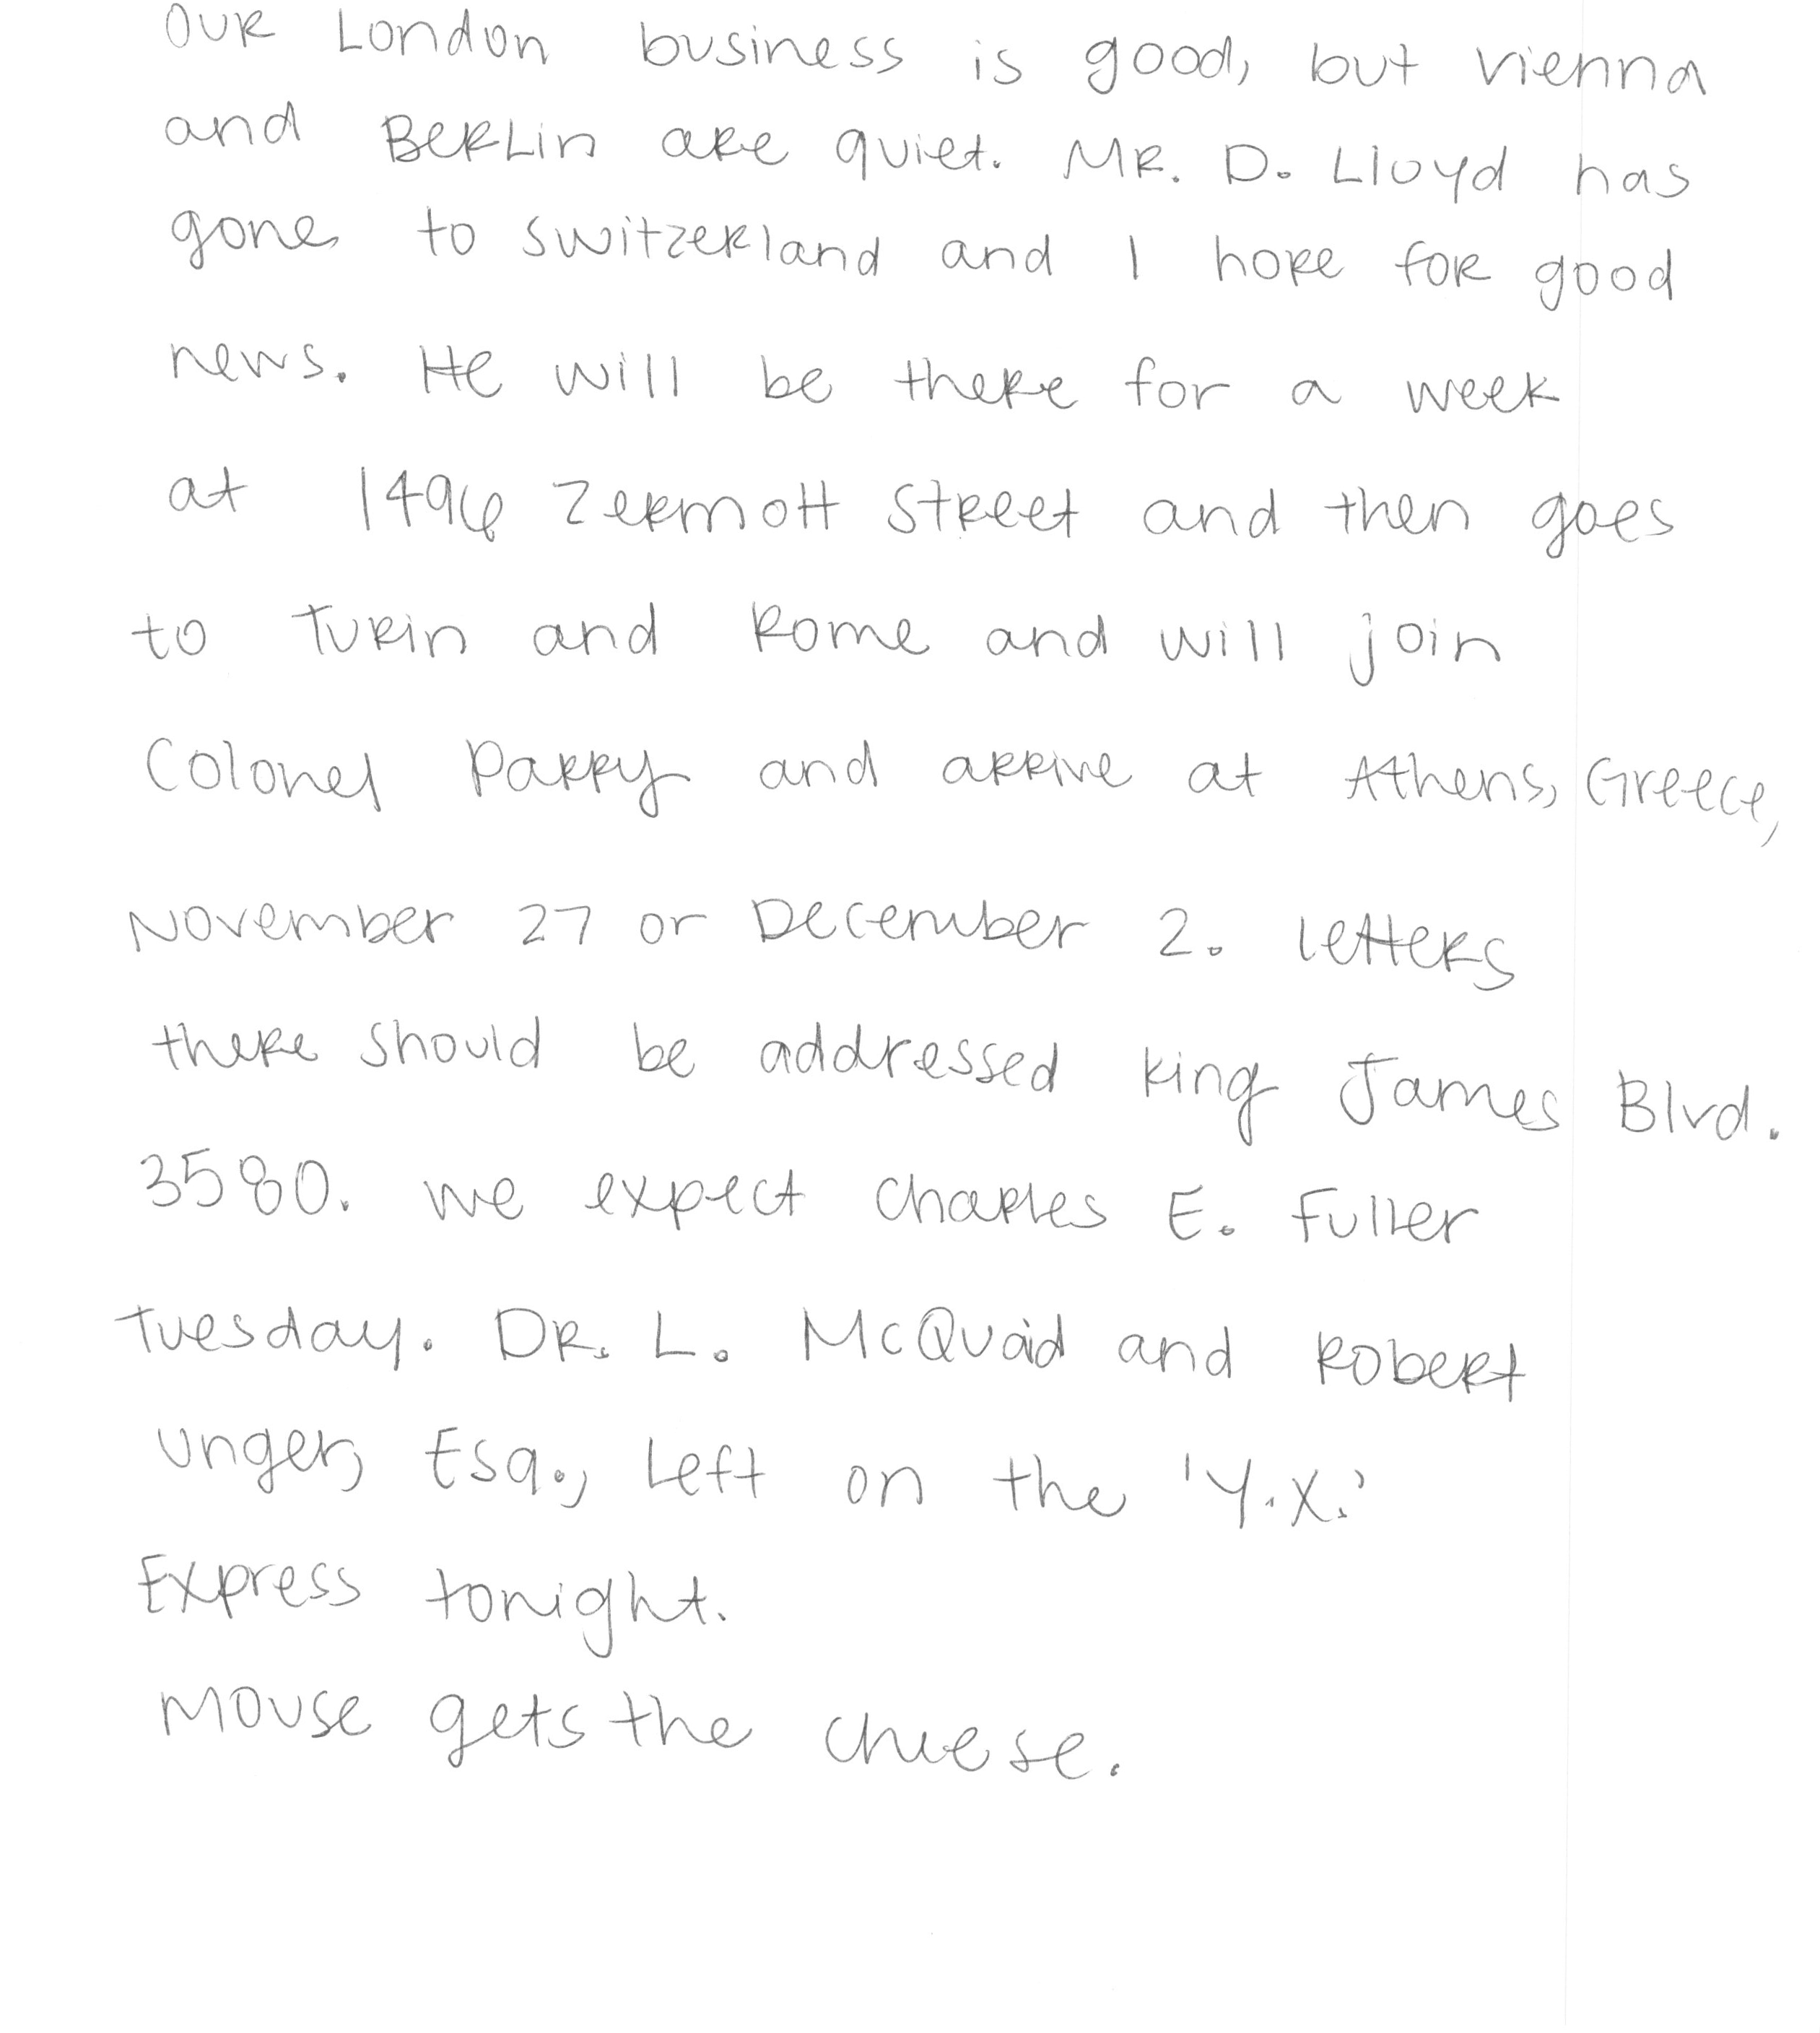 Our London business is good, but Vienna
and Berlin are quiet. Mr. D. Lloyd has
gone to Switzerland and I hope for good
news. He will be there for a week
at 1496 Zermott Street and then goes
to Turin and Rome and will join
Colonel Parry and arrive at Athens, Greece,
November 27 or December 2. Letters
there should be addressed King James Blvd.
3580. We expect Charles E. Fuller
Tuesday. Dr. L. McQuaid and Robert
Unger, Esq., left on the 'Y.X.'
Express tonight.
Mouse gets the cheese.